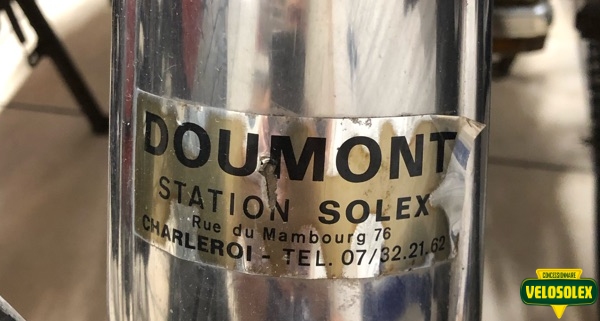 DOUMONT
STATION SOLEX
Rue du Mambourg 76
CHARLEROI - TEL. 07/32.21.62
CONCESSIONNAIRE
VELOSOLEX